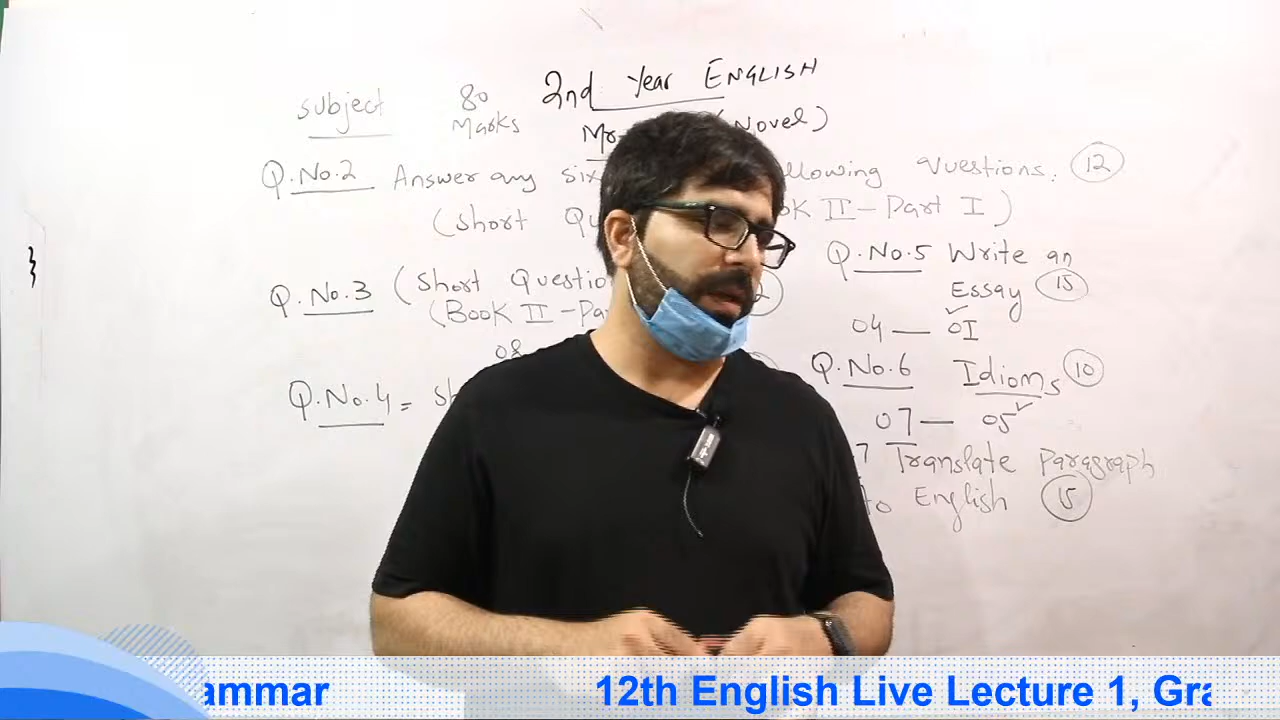 2nd Year ENGLISH
subject 80 Marks
Mr (Novel)
Q.No.2 Answer any six llowing questions. 12
(short Qu OK II - Part I)
Q.No.3 (short Questio
(Book II - Pa
08
Q.No.4 = sh
Q.No.5 Write an
Essay 15
04 — 01
Q.No.6 Idioms 10
07 — 05
7 Translate Paragraph
to English 15
ammar 12th English Live Lecture 1, Gra